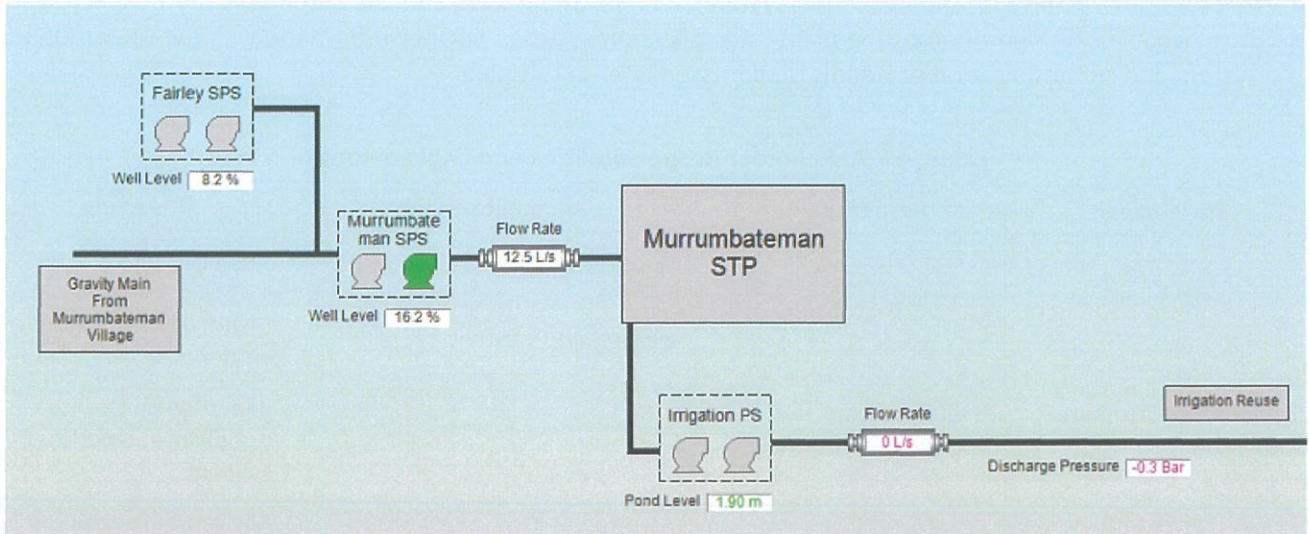 Fairley SPS
Well Level 8.2 %
Murrumbate
man SPS
Well Level 16.2 %
Flow Rate
12.5 L/s
Murrumbateman
STP
Gravity Main
From
Murrumbateman
Village
Irrigation PS
Pond Level 1.90 m
Flow Rate
0 L/s
Irrigation Reuse
Discharge Pressure -0.3 Bar